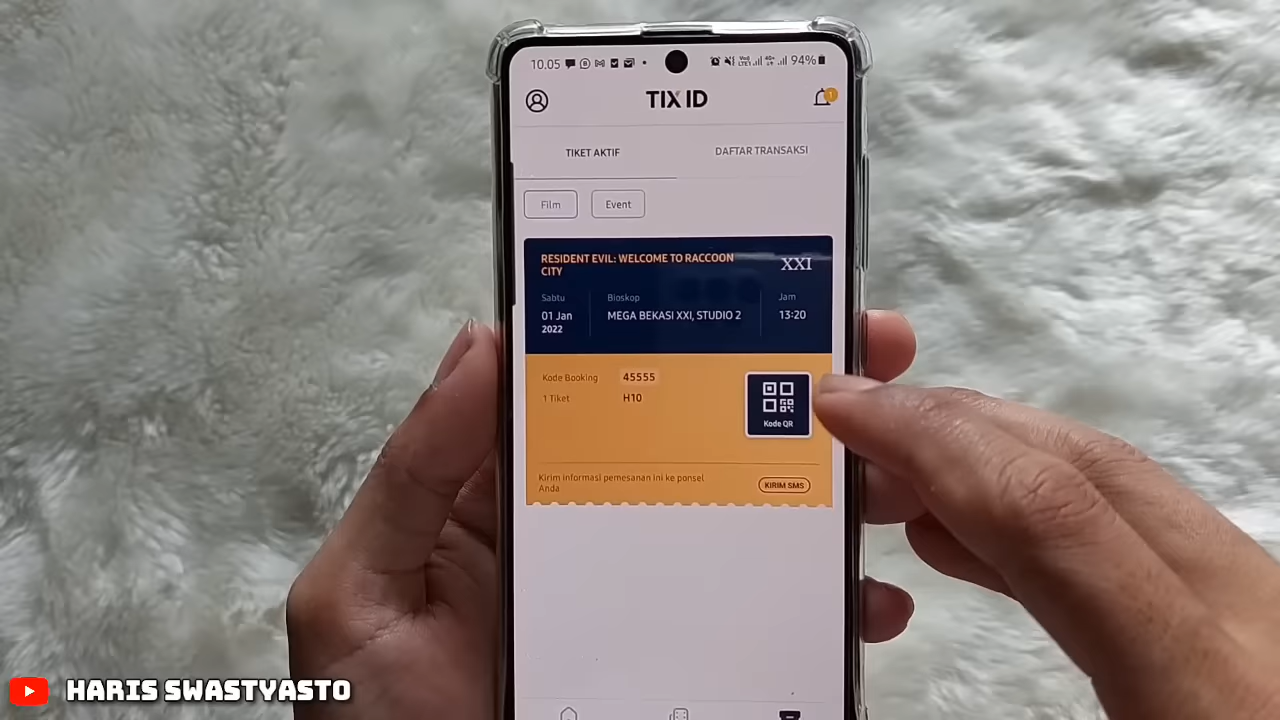 10.05
94%
TIX ID
1
TIKET AKTIF
DAFTAR TRANSAKSI
Film
Event
RESIDENT EVIL: WELCOME TO RACCOON
CITY
XXI
Sabtu
01 Jan
2022
Bioskop
MEGA BEKASI XXI, STUDIO 2
Jam
13:20
Kode Booking
45555
1 Tiket
H10
Kode QR
Kirim informasi pemesanan ini ke ponsel
Anda
KIRIM SMS
HARIS SWASTYASTO